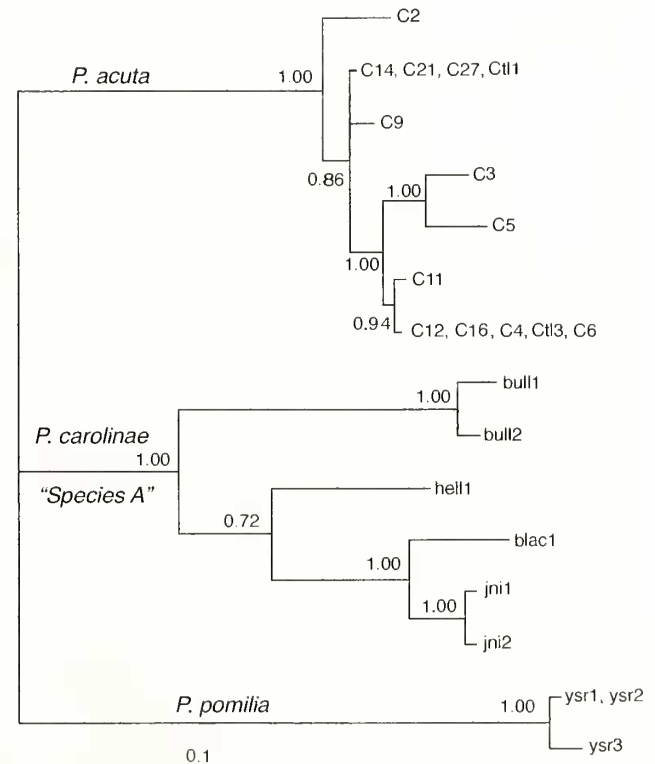 C2
P. acuta
1.00
C14, C21, C27, Ctl1
C9
0.86
C3
1.00
C5
1.00
C11
0.94
C12, C16, C4, Ctl3, C6
bull1
1.00
P. carolinae
bull2
1.00
"Species A"
hell1
0.72
blac1
1.00
jni1
1.00
jni2
P. pomilia
1.00
ysr1, ysr2
ysr3
0.1